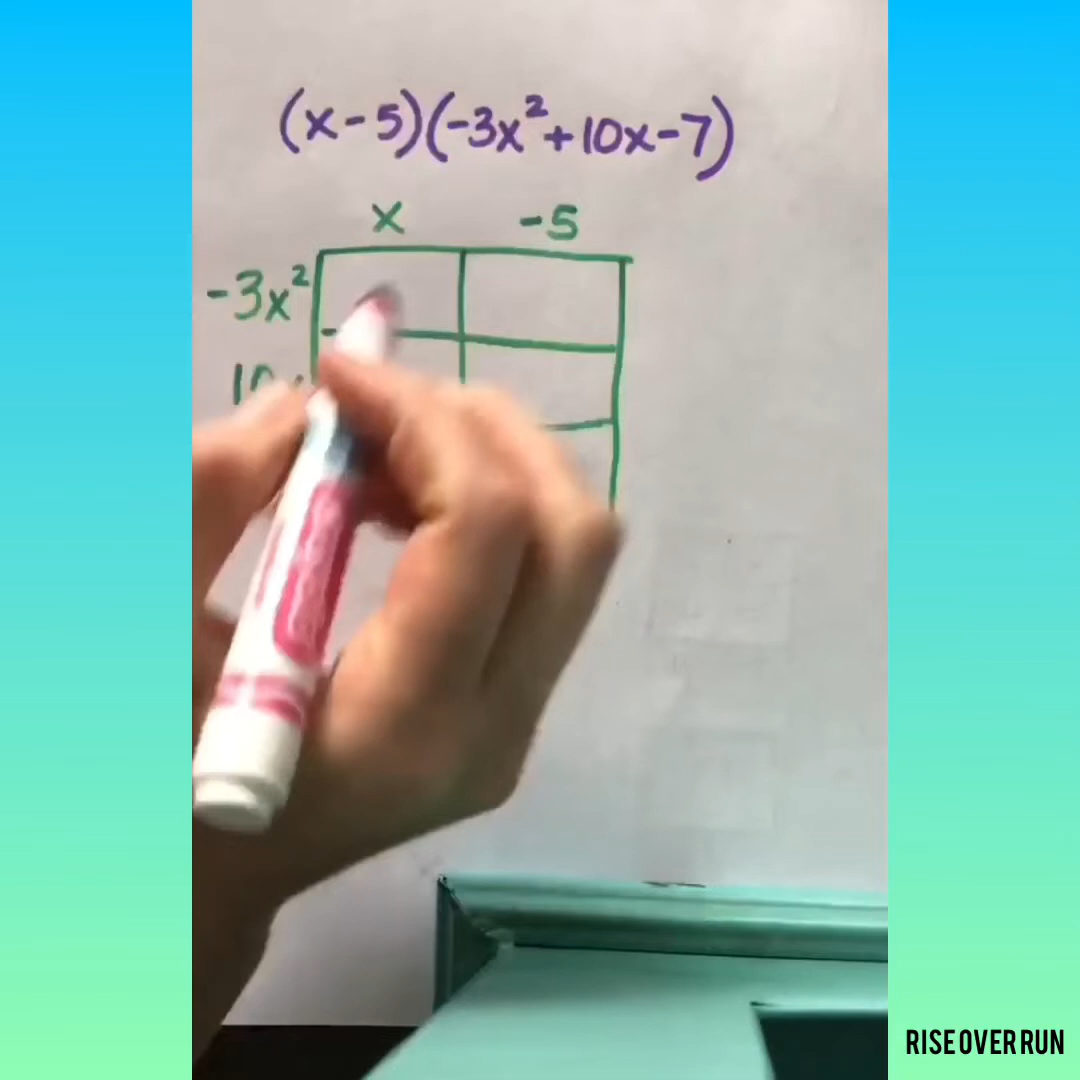 (x-5)(-3x²+10x-7)
x -5
-3x²
RISE OVER RUN